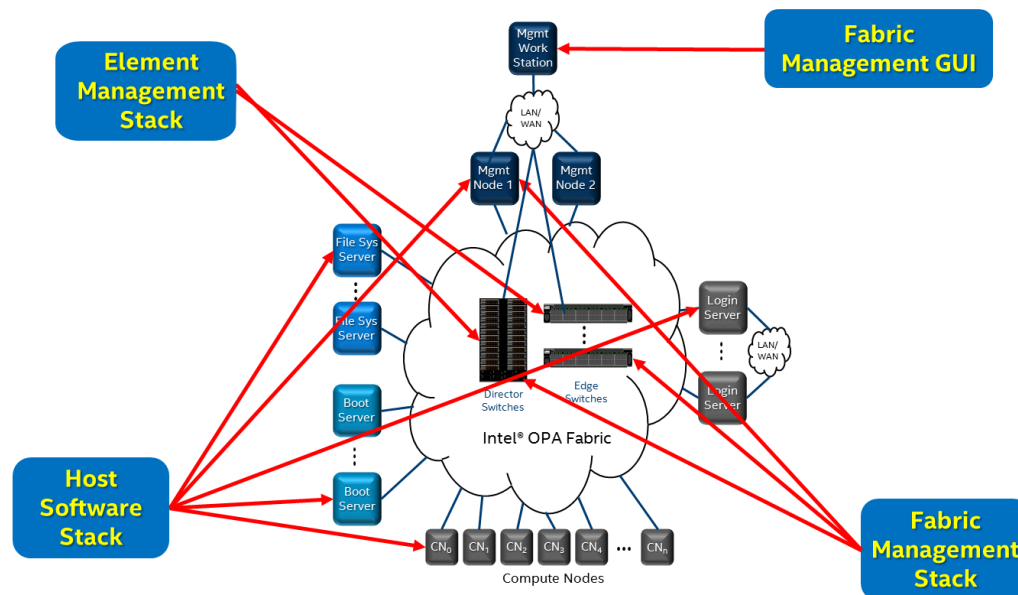 Mgmt
Work
Station
Fabric
Management GUI
Element
Management
Stack
LAN/
WAN
Mgmt
Node 1
Mgmt
Node 2
File Sys
Server
File Sys
Server
Login
Server
LAN/
WAN
Login
Server
Director
Switches
Edge
Switches
Boot
Server
Intel® OPA Fabric
Boot
Server
Host
Software
Stack
CN₀
CN₁
CN₂
CN₃
CN₄
...
CNₙ
Compute Nodes
Fabric
Management
Stack